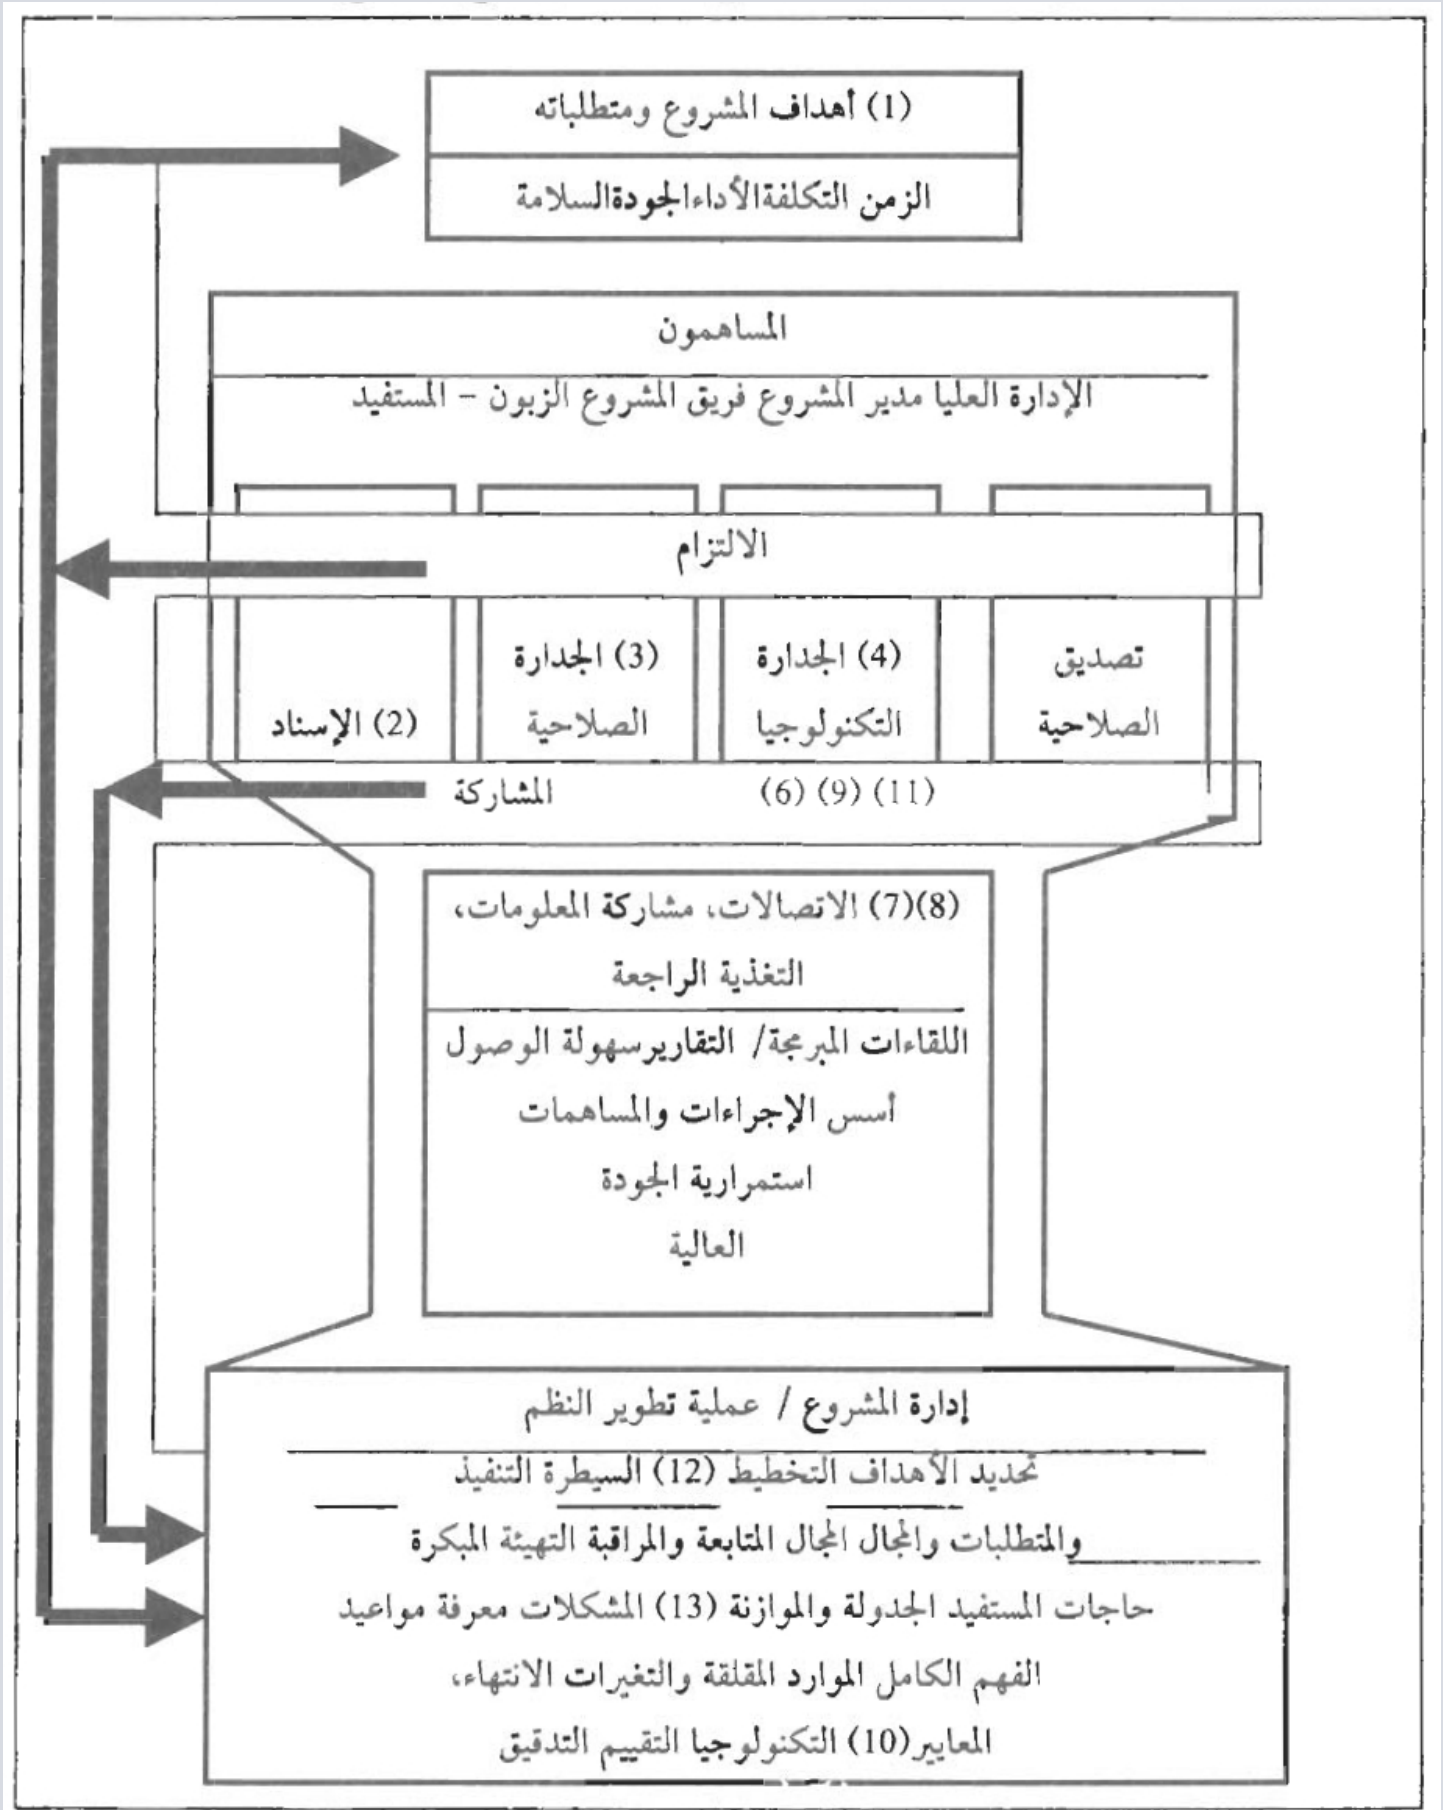 (1) أهداف المشروع ومتطلباته
الزمن التكلفةالأداءالجودةالسلامة
المساهمون
الإدارة العليا مدير المشروع فريق المشروع الزبون – المستفيد
الالتزام
تصديق
الصلاحية
(4) الجدارة
التكنولوجيا
(3) الجدارة
الصلاحية
(2) الإسناد
المشاركة (6) (9) (11)
(7)(8) الاتصالات، مشاركة المعلومات،
التغذية الراجعة
اللقاءات المبرمجة/ التقاريرسهولة الوصول
أسس الإجراءات والمساهمات
استمرارية الجودة
العالية
إدارة المشروع / عملية تطوير النظم
تحديد الأهداف التخطيط (12) السيطرة التنفيذ
والمتطلبات والمجال المجال المتابعة والمراقبة التهيئة المبكرة
حاجات المستفيد الجدولة والموازنة (13) المشكلات معرفة مواعيد
الفهم الكامل الموارد المقلقة والتغيرات الانتهاء،
المعايير(10) التكنولوجيا التقييم التدقيق